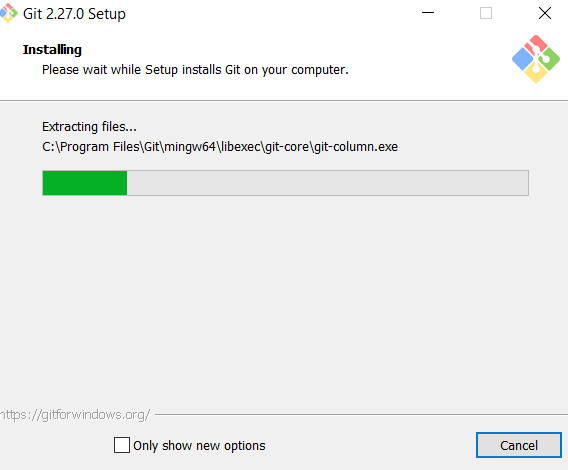 Git 2.27.0 Setup
Installing
Please wait while Setup installs Git on your computer.
Extracting files...
C:\Program Files\Git\mingw64\libexec\git-core\git-column.exe
https://gitforwindows.org/
Only show new options
Cancel